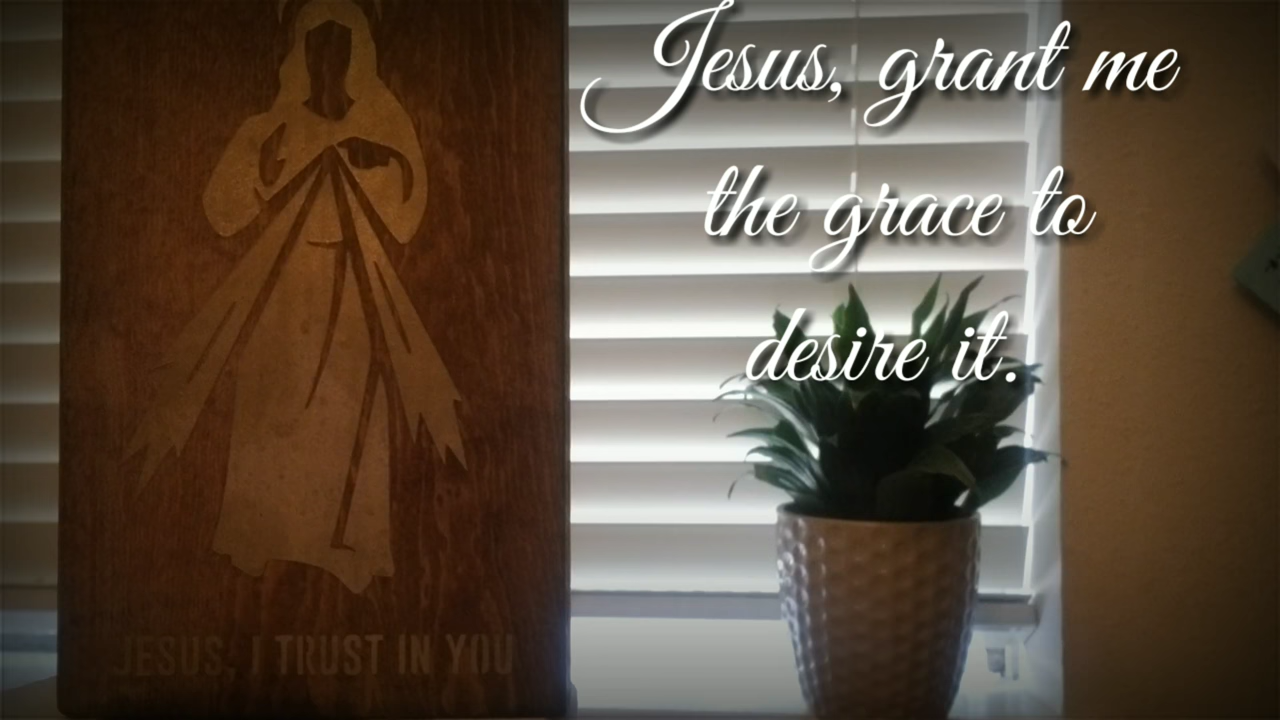 Jesus, grant me
the grace to
desire it.
JESUS, I TRUST IN YOU